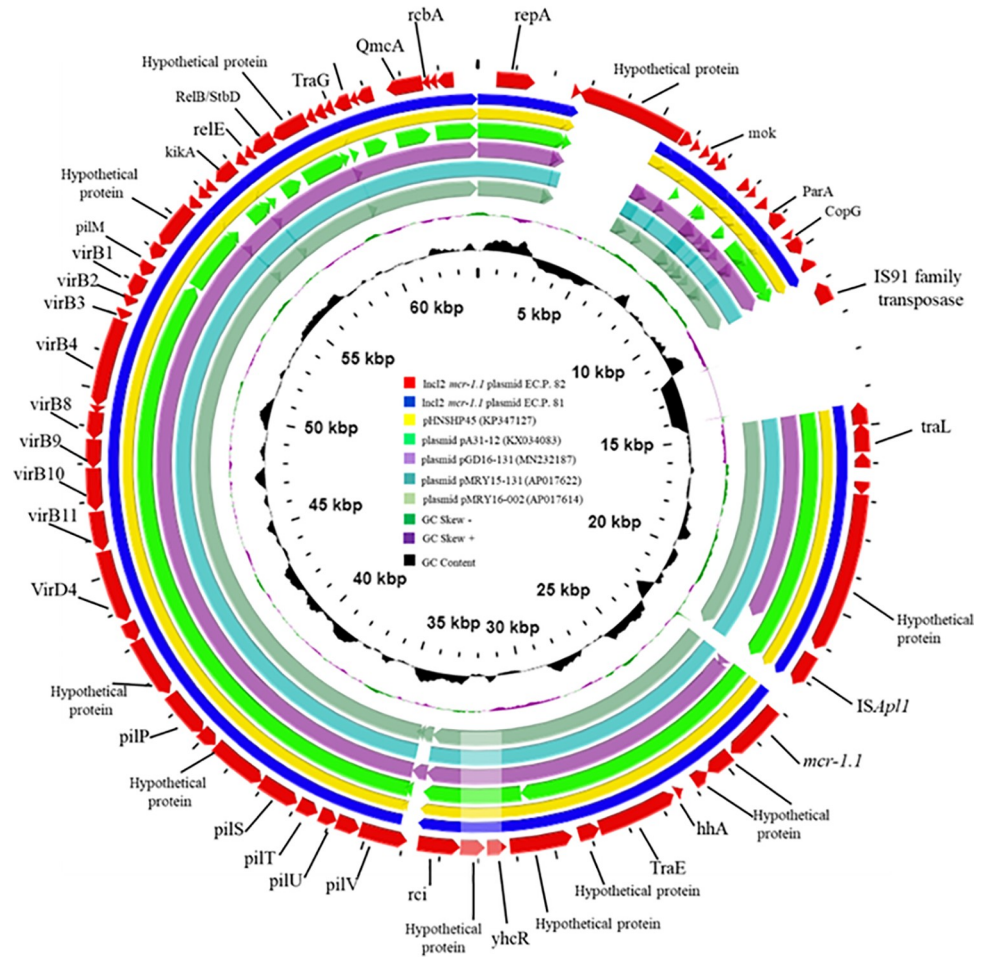 rcbA
repA
QmcA
Hypothetical protein
TraG
Hypothetical protein
RelB/StbD
relE
kikA
mok
ParA
CopG
Hypothetical
protein
pilM
virB1
virB2
virB3
virB4
virB8
virB9
virB10
virB11
VirD4
Hypothetical
protein
pilP
Hypothetical
protein
pilS
pilT
pilU
pilV
rci
Hypothetical
protein
yhcR
Hypothetical protein
Hypothetical protein
TraE
hhA
Hypothetical
protein
mcr-1.1
ISApl1
Hypothetical
protein
traL
IS91 family
transposase
60 kbp
5 kbp
55 kbp
10 kbp
50 kbp
15 kbp
45 kbp
20 kbp
40 kbp
25 kbp
35 kbp
30 kbp
IncI2 mcr-1.1 plasmid EC.P. 82
IncI2 mcr-1.1 plasmid EC.P. 81
pHNSHP45 (KP347127)
plasmid pA31-12 (KX034083)
plasmid pGD16-131 (MN232187)
plasmid pMRY15-131 (AP017622)
plasmid pMRY16-002 (AP017614)
GC Skew -
GC Skew +
GC Content